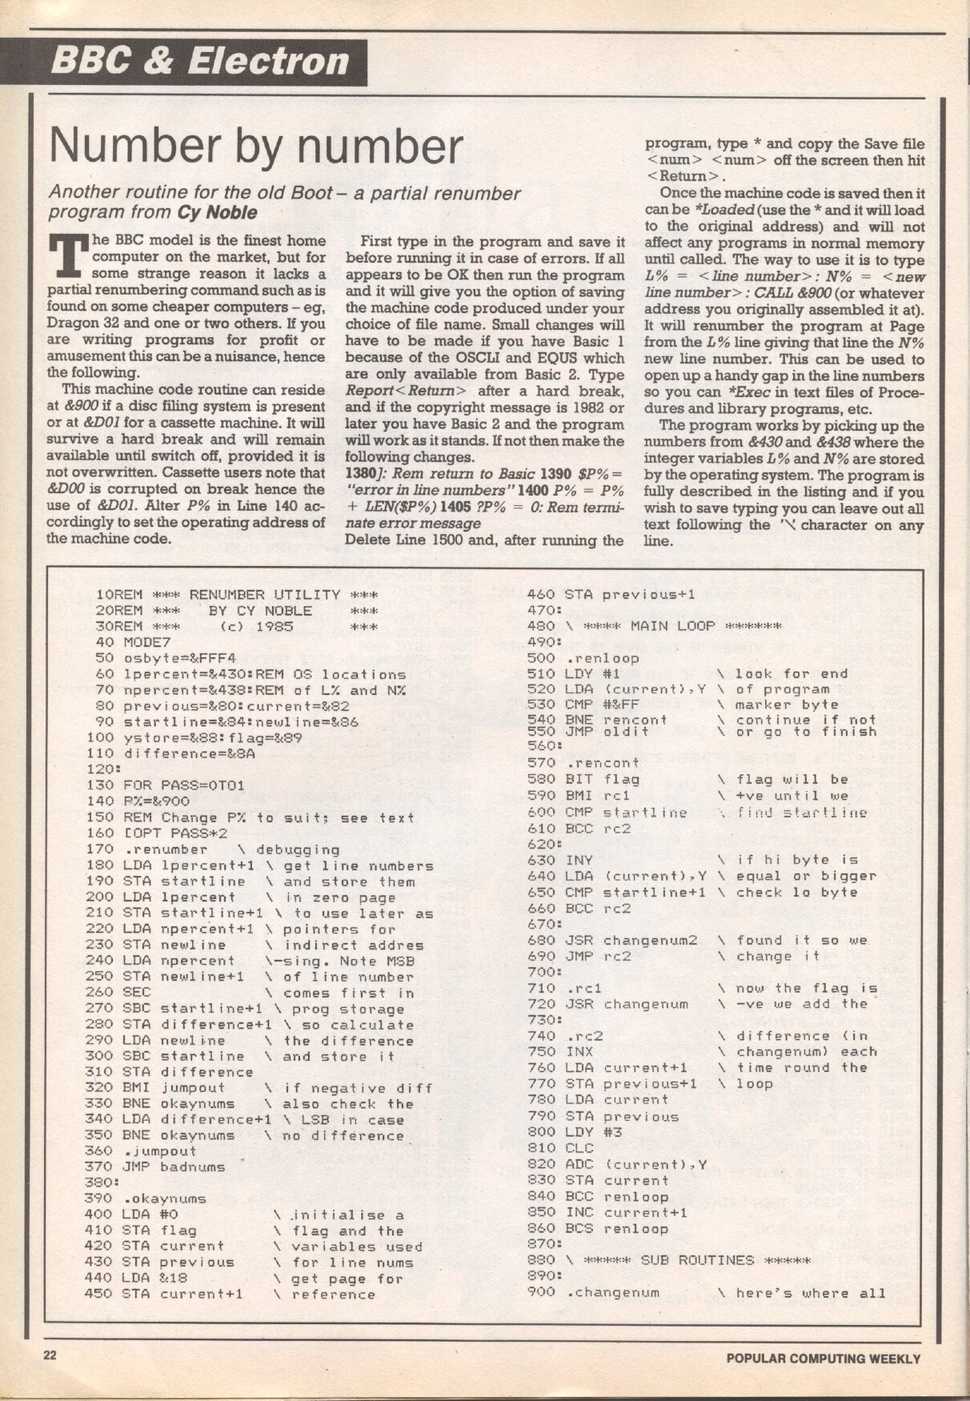 BBC & Electron
Number by number
Another routine for the old Boot – a partial renumber
program from Cy Noble
The BBC model is the finest home
computer on the market, but for
some strange reason it lacks a
partial renumbering command such as is
found on some cheaper computers – eg,
Dragon 32 and one or two others. If you
are writing programs for profit or
amusement this can be a nuisance, hence
the following.
This machine code routine can reside
at &900 if a disc filing system is present
or at &D01 for a cassette machine. It will
survive a hard break and will remain
available until switch off, provided it is
not overwritten. Cassette users note that
&D00 is corrupted on break hence the
use of &D01. Alter P% in Line 140 ac-
cordingly to set the operating address of
the machine code.
First type in the program and save it
before running it in case of errors. If all
appears to be OK then run the program
and it will give you the option of saving
the machine code produced under your
choice of file name. Small changes will
have to be made if you have Basic 1
because of the OSCLI and EQUS which
are only available from Basic 2. Type
Report<Return> after a hard break,
and if the copyright message is 1982 or
later you have Basic 2 and the program
will work as it stands. If not then make the
following changes.
1380]: Rem return to Basic 1390 $P%=
"error in line numbers" 1400 P% = P%
+ LEN($P%) 1405 ?P% = 0: Rem termi-
nate error message
Delete Line 1500 and, after running the
program, type * and copy the Save file
<num> <num> off the screen then hit
<Return>.
Once the machine code is saved then it
can be *Loaded (use the * and it will load
to the original address) and will not
affect any programs in normal memory
until called. The way to use it is to type
L% = <line number>: N% = <new
line number>: CALL &900 (or whatever
address you originally assembled it at).
It will renumber the program at Page
from the L% line giving that line the N%
new line number. This can be used to
open up a handy gap in the line numbers
so you can *Exec in text files of Proce-
dures and library programs, etc.
The program works by picking up the
numbers from &430 and &438 where the
integer variables L% and N% are stored
by the operating system. The program is
fully described in the listing and if you
wish to save typing you can leave out all
text following the '\' character on any
line.
10REM *** RENUMBER UTILITY ***
20REM *** BY CY NOBLE ***
30REM *** (c) 1985 ***
40 MODE7
50 osbyte=&FFF4
60 lpercent=&430:REM OS locations
70 npercent=&438:REM of L% and N%
80 previous=&80:current=&82
90 startline=&84:newline=&86
100 ystore=&88:flag=&89
110 difference=&8A
120:
130 FOR PASS=0TO1
140 P%=&900
150 REM Change P% to suit; see text
160 [OPT PASS*2
170 .renumber \ debugging
180 LDA lpercent+1 \ get line numbers
190 STA startline \ and store them
200 LDA lpercent \ in zero page
210 STA startline+1 \ to use later as
220 LDA npercent+1 \ pointers for
230 STA newline \ indirect addres
240 LDA npercent \-sing. Note MSB
250 STA newline+1 \ of line number
260 SEC \ comes first in
270 SBC startline+1 \ prog storage
280 STA difference+1 \ so calculate
290 LDA newline \ the difference
300 SBC startline \ and store it
310 STA difference
320 BMI jumpout \ if negative diff
330 BNE okaynums \ also check the
340 LDA difference+1 \ LSB in case
350 BNE okaynums \ no difference
360 .jumpout
370 JMP badnums
380:
390 .okaynums
400 LDA #0 \ .initialise a
410 STA flag \ flag and the
420 STA current \ variables used
430 STA previous \ for line nums
440 LDA &18 \ get page for
450 STA current+1 \ reference
460 STA previous+1
470:
480 \ ***** MAIN LOOP ******
490:
500 .renloop
510 LDY #1 \ look for end
520 LDA (current),Y \ of program
530 CMP #&FF \ marker byte
540 BNE rencont \ continue if not
550 JMP oldit \ or go to finish
560:
570 .rencont
580 BIT flag \ flag will be
590 BMI rc1 \ +ve until we
600 CMP startline \ find startline
610 BCC rc2
620:
630 INY \ if hi byte is
640 LDA (current),Y \ equal or bigger
650 CMP startline+1 \ check lo byte
660 BCC rc2
670:
680 JSR changenum2 \ found it so we
690 JMP rc2 \ change it
700:
710 .rc1 \ now the flag is
720 JSR changenum \ -ve we add the
730:
740 .rc2 \ difference (in
750 INX \ changenum) each
760 LDA current+1 \ time round the
770 STA previous+1 \ loop
780 LDA current
790 STA previous
800 LDY #3
810 CLC
820 ADC (current),Y
830 STA current
840 BCC renloop
850 INC current+1
860 BCS renloop
870:
880 \ ***** SUB ROUTINES *****
890:
900 .changenum \ here's where all
22
POPULAR COMPUTING WEEKLY